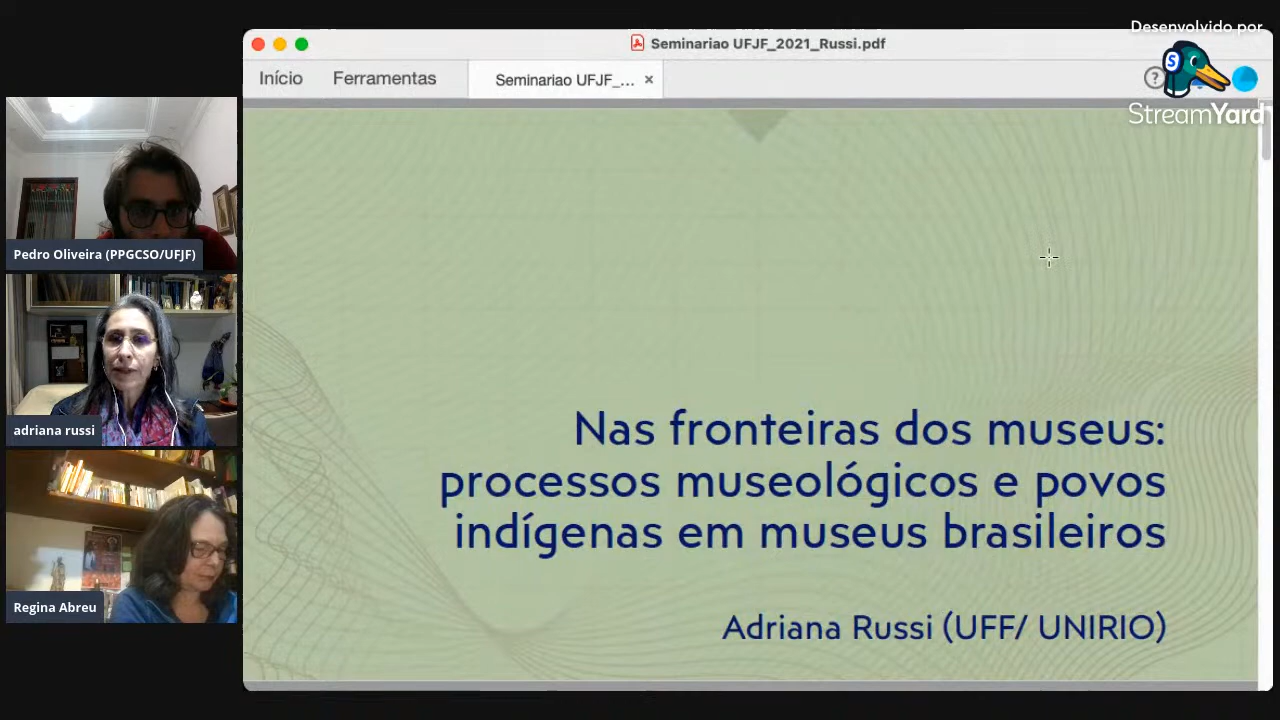 Desenvolvido por
StreamYard
Seminariao UFJF_2021_Russi.pdf
Início Ferramentas Seminariao UFJF_... ×
?
S
Pedro Oliveira (PPGCSO/UFJF)
adriana russi
Regina Abreu
Nas fronteiras dos museus:
processos museológicos e povos
indígenas em museus brasileiros
Adriana Russi (UFF/ UNIRIO)